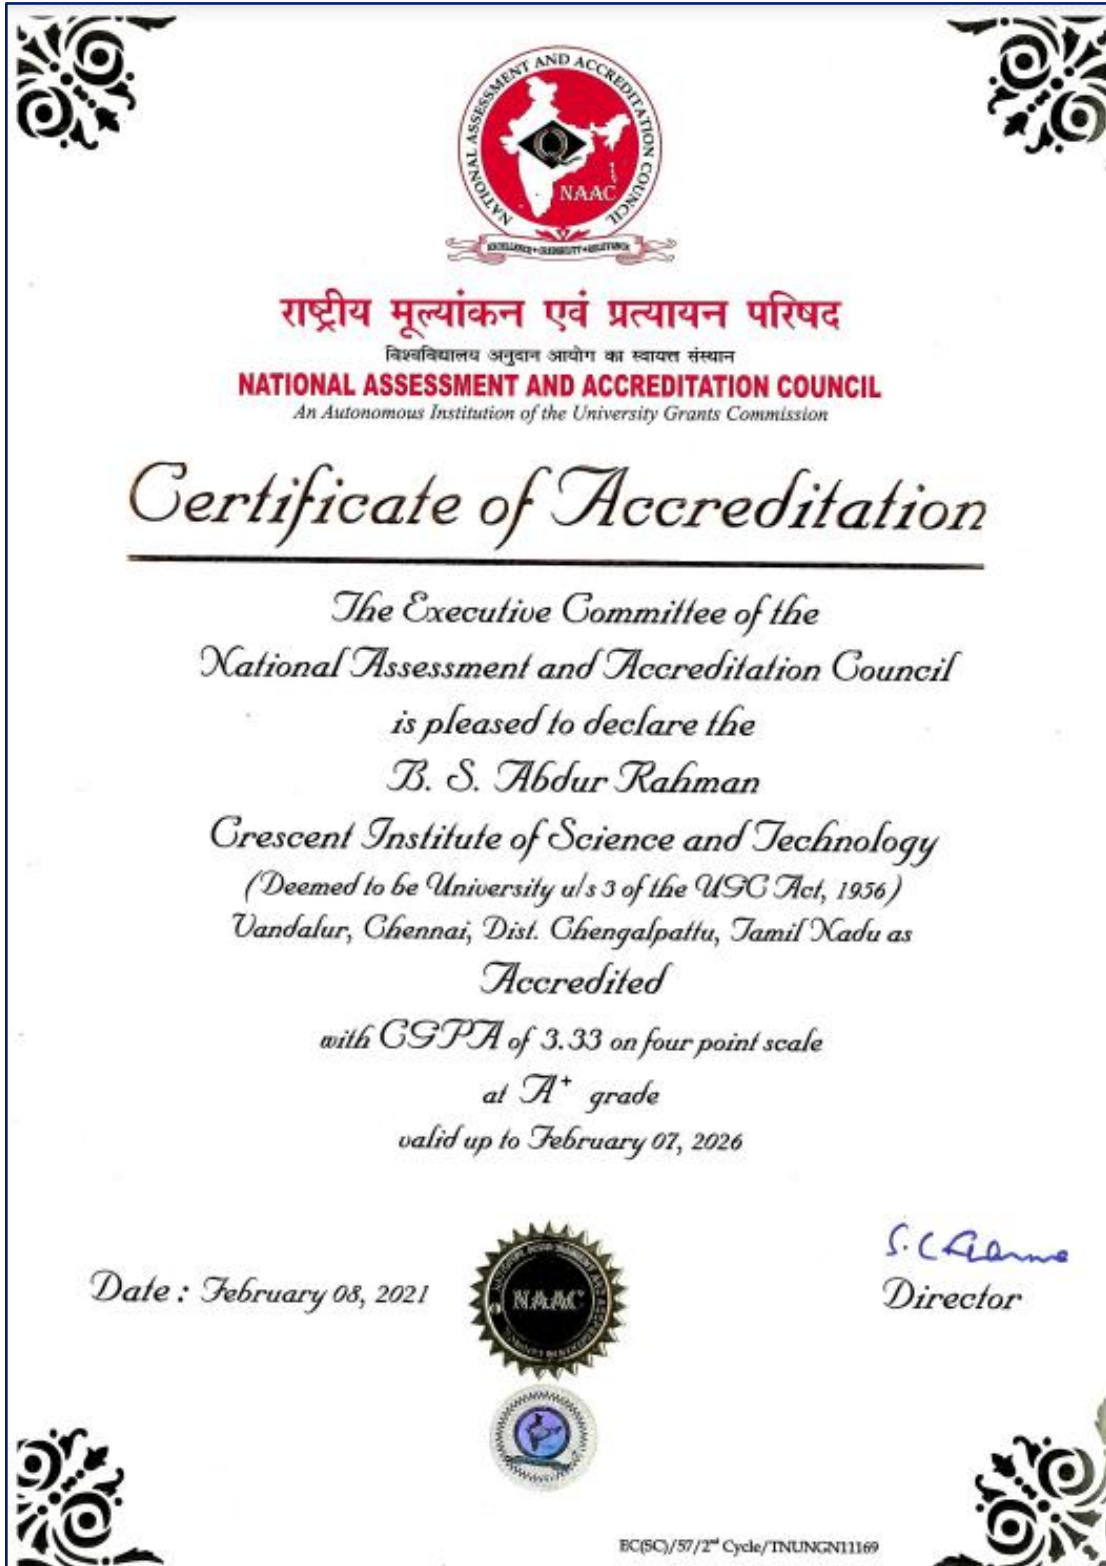 NATIONAL ASSESSMENT AND ACCREDITATION COUNCIL
Q
NAAC
EXCELLENCE • CREDIBILITY • RELEVANCE
राष्ट्रीय मूल्यांकन एवं प्रत्यायन परिषद
विश्वविद्यालय अनुदान आयोग का स्वायत्त संस्थान
NATIONAL ASSESSMENT AND ACCREDITATION COUNCIL
An Autonomous Institution of the University Grants Commission
Certificate of Accreditation
The Executive Committee of the
National Assessment and Accreditation Council
is pleased to declare the
B. S. Abdur Rahman
Crescent Institute of Science and Technology
(Deemed to be University u/s 3 of the UGC Act, 1956)
Vandalur, Chennai, Dist. Chengalpattu, Tamil Nadu as
Accredited
with CGPA of 3.33 on four point scale
at A⁺ grade
valid up to February 07, 2026
S. C. Sharma
Date : February 08, 2021
NAAC
Director
EC(SC)/57/2ⁿᵈ Cycle/TNUNGN11169